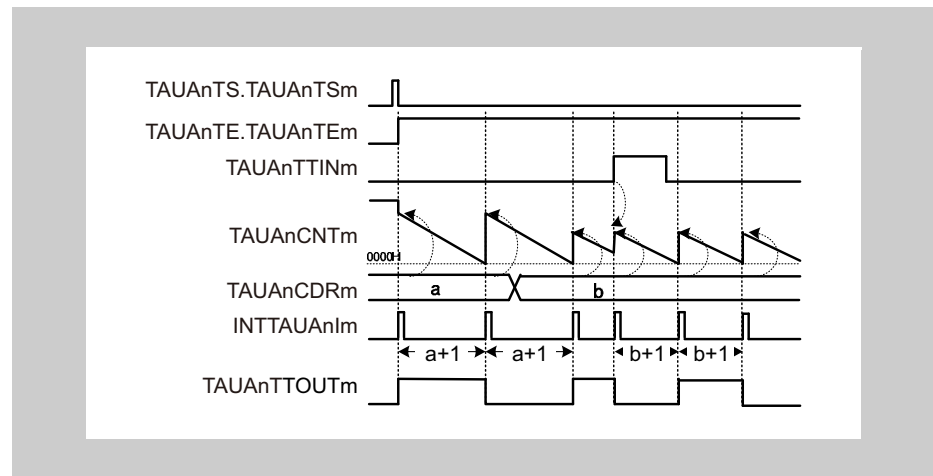 TAUAnTS.TAUAnTSm
TAUAnTE.TAUAnTEm
TAUAnTTINm
TAUAnCNTm
0000H
TAUAnCDRm
a
b
INTTAUAnIm
a+1
a+1
b+1
b+1
TAUAnTTOUTm